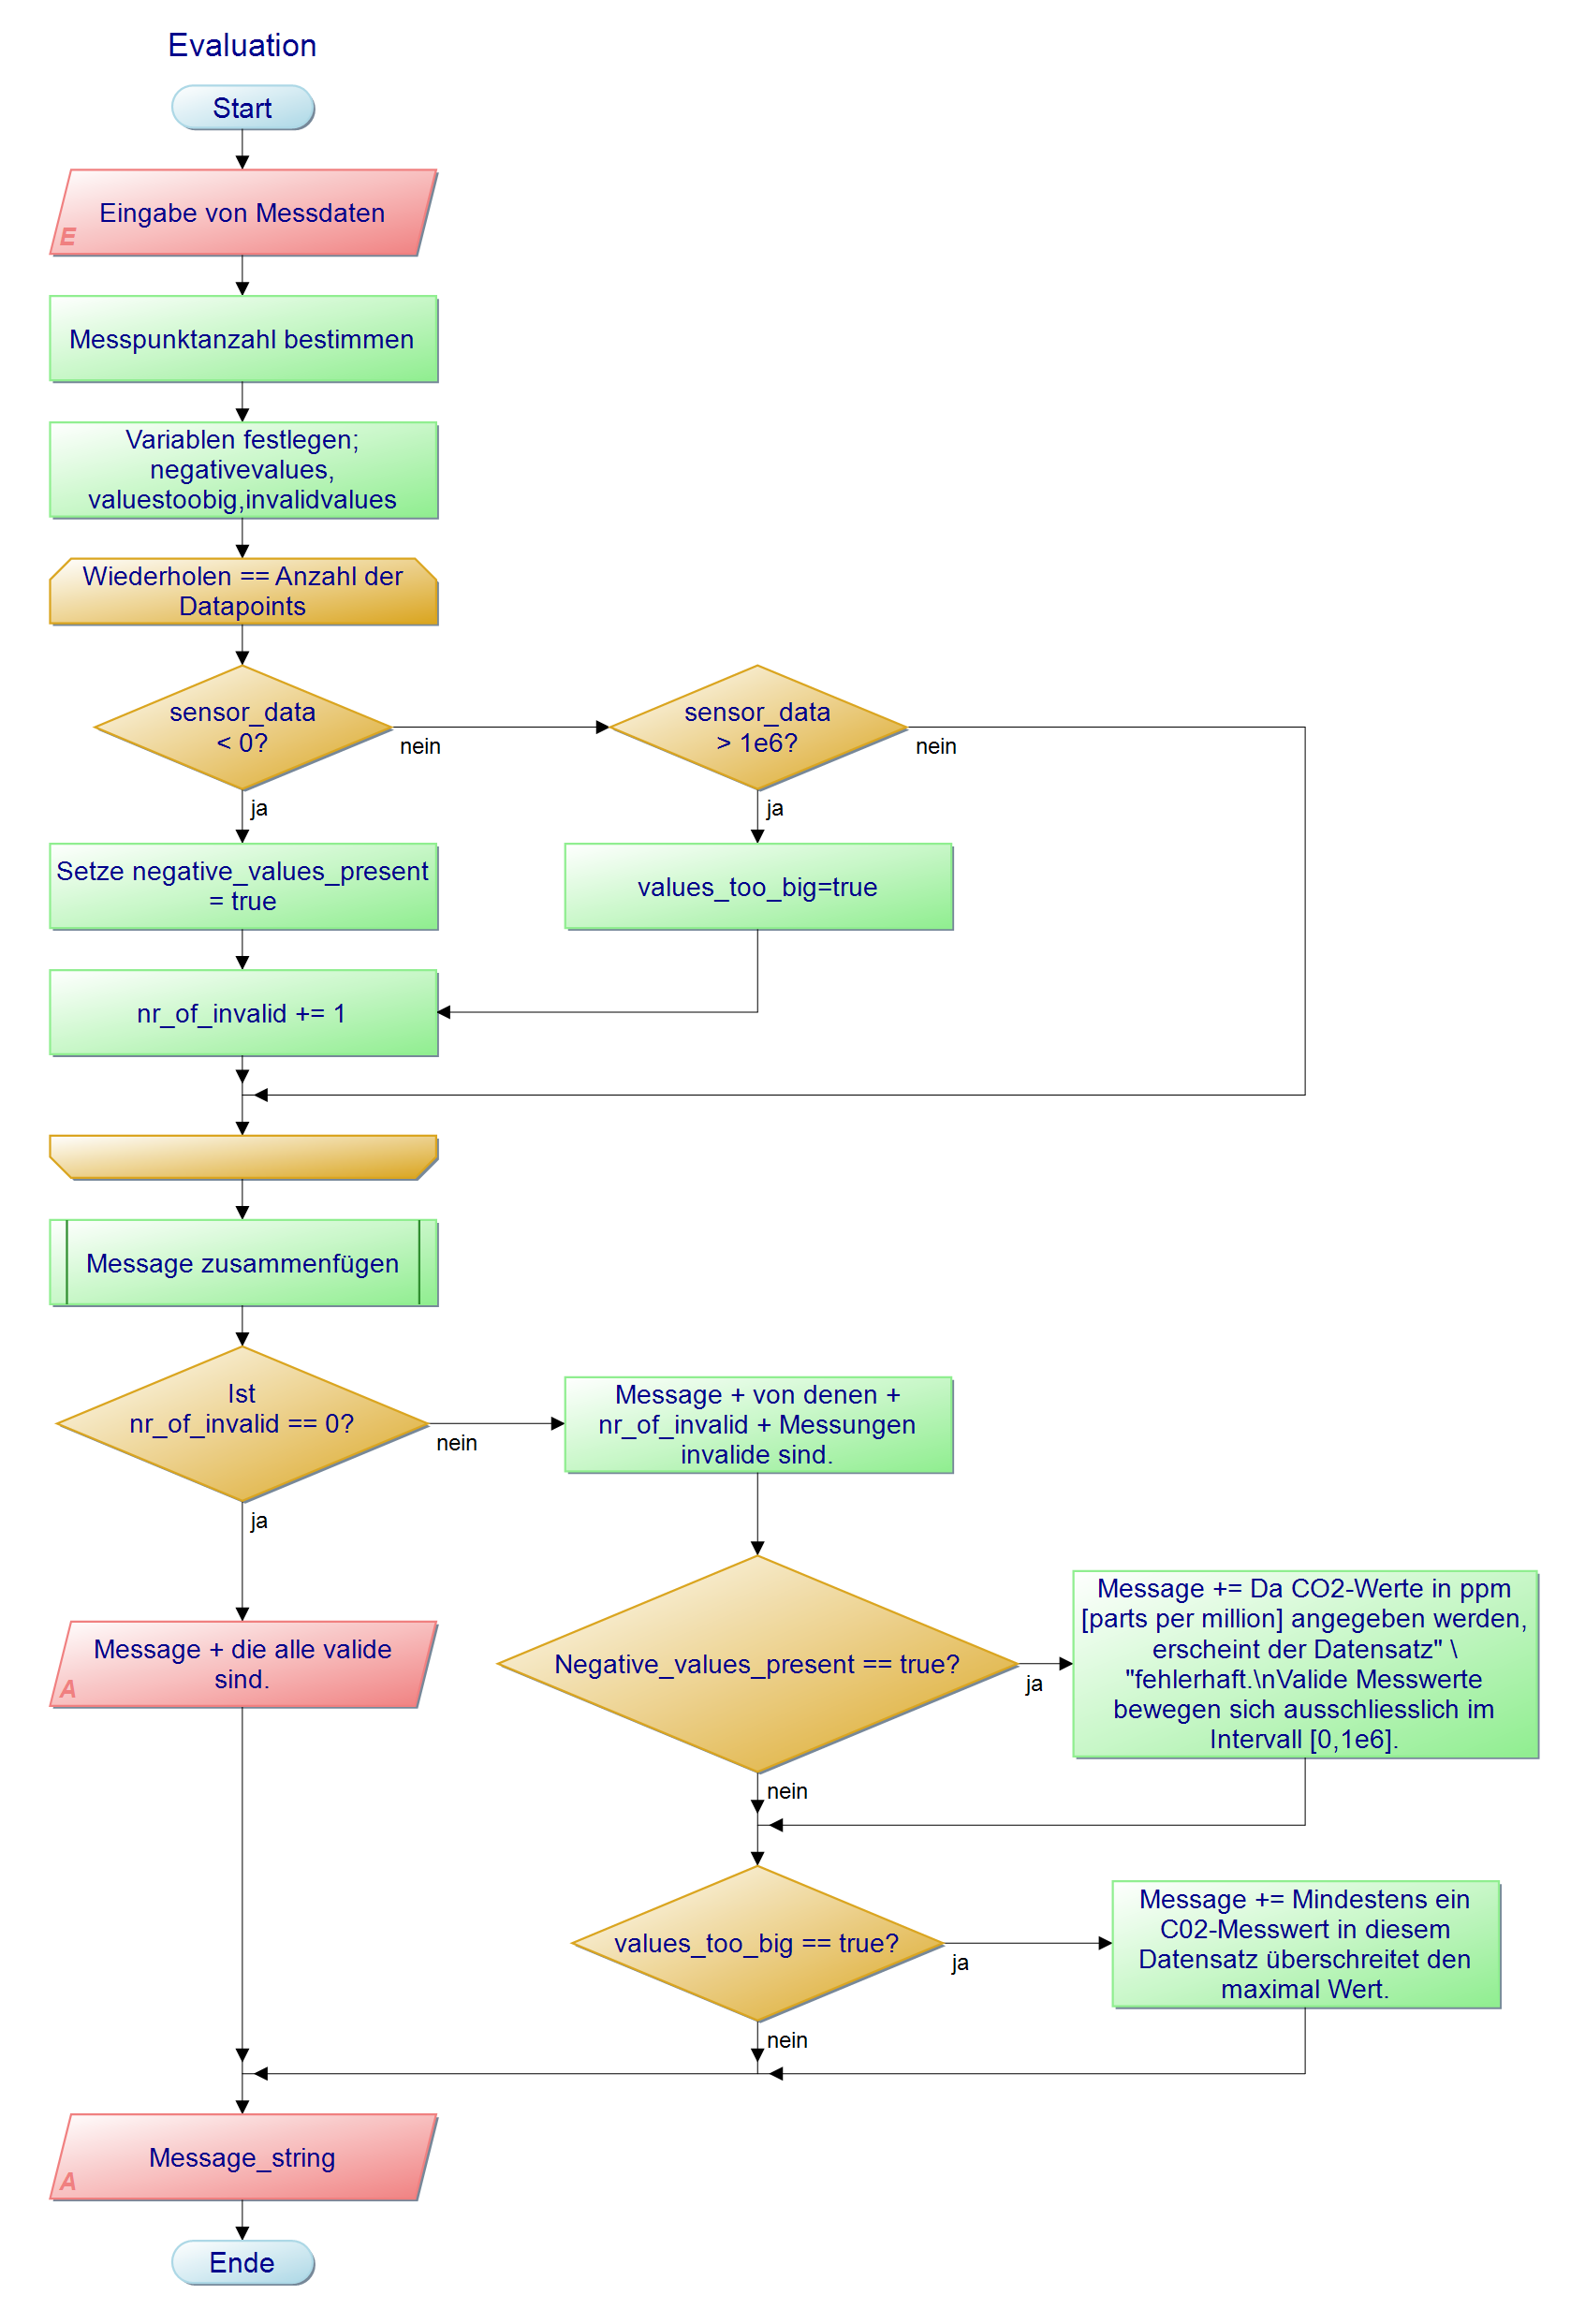 Evaluation
Start
Eingabe von Messdaten
E
Messpunktanzahl bestimmen
Variablen festlegen;
negativevalues,
valuestoobig,invalidvalues
Wiederholen == Anzahl der
Datapoints
sensor_data
< 0?
nein
sensor_data
> 1e6?
nein
ja
ja
Setze negative_values_present
= true
values_too_big=true
nr_of_invalid += 1
Message zusammenfügen
Ist
nr_of_invalid == 0?
nein
Message + von denen +
nr_of_invalid + Messungen
invalide sind.
ja
Message + die alle valide
sind.
A
Negative_values_present == true?
ja
Message += Da CO2-Werte in ppm
[parts per million] angegeben werden,
erscheint der Datensatz" \
"fehlerhaft.\nValide Messwerte
bewegen sich ausschliesslich im
Intervall [0,1e6].
nein
values_too_big == true?
ja
Message += Mindestens ein
C02-Messwert in diesem
Datensatz überschreitet den
maximal Wert.
nein
Message_string
A
Ende